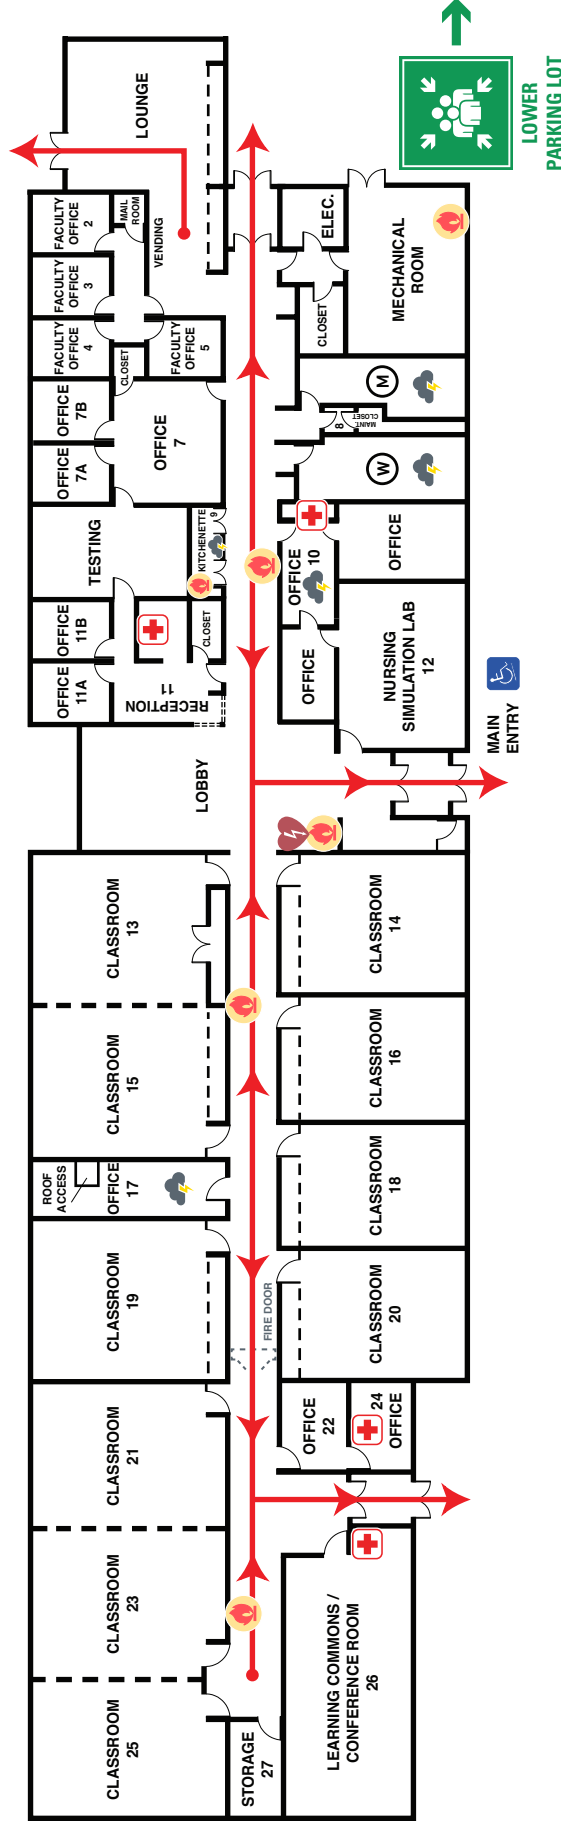 LOUNGE
FACULTY
OFFICE
2
MAIL
ROOM
VENDING
FACULTY
OFFICE
3
FACULTY
OFFICE
4
CLOSET
FACULTY
OFFICE
5
OFFICE
7B
OFFICE
7A
OFFICE
7
TESTING
KITCHENETTE
9
OFFICE
11B
OFFICE
11A
RECEPTION
11
CLOSET
LOBBY
ELEC.
CLOSET
MECHANICAL
ROOM
M
MAINT.
CLOSET
8
W
OFFICE
10
OFFICE
OFFICE
NURSING
SIMULATION LAB
12
MAIN
ENTRY
LOWER
PARKING LOT
CLASSROOM
13
CLASSROOM
14
CLASSROOM
15
CLASSROOM
16
ROOF
ACCESS
OFFICE
17
CLASSROOM
18
CLASSROOM
19
FIRE DOOR
CLASSROOM
20
CLASSROOM
21
OFFICE
22
24
OFFICE
CLASSROOM
23
CLASSROOM
25
STORAGE
27
LEARNING COMMONS /
CONFERENCE ROOM
26